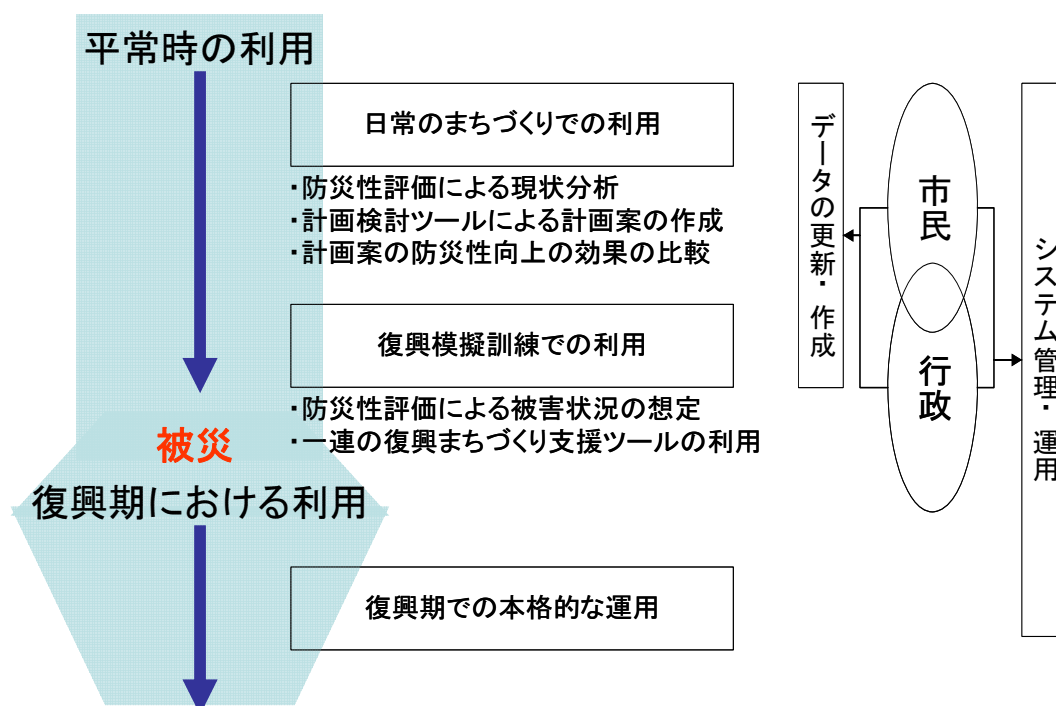 平常時の利用
日常のまちづくりでの利用
・防災性評価による現状分析
・計画検討ツールによる計画案の作成
・計画案の防災性向上の効果の比較
復興模擬訓練での利用
・防災性評価による被害状況の想定
・一連の復興まちづくり支援ツールの利用
被災
復興期における利用
復興期での本格的な運用
データの更新・作成
市民
行政
システム管理・運用